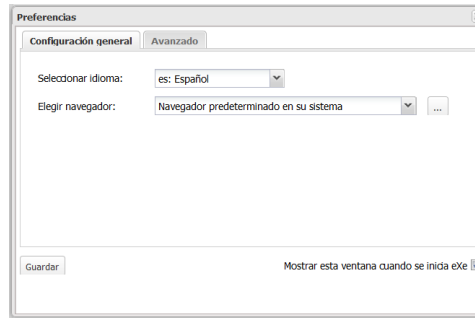 Preferencias
Configuración general Avanzado
Seleccionar idioma: es: Español
Elegir navegador: Navegador predeterminado en su sistema ...
Guardar Mostrar esta ventana cuando se inicia eXe